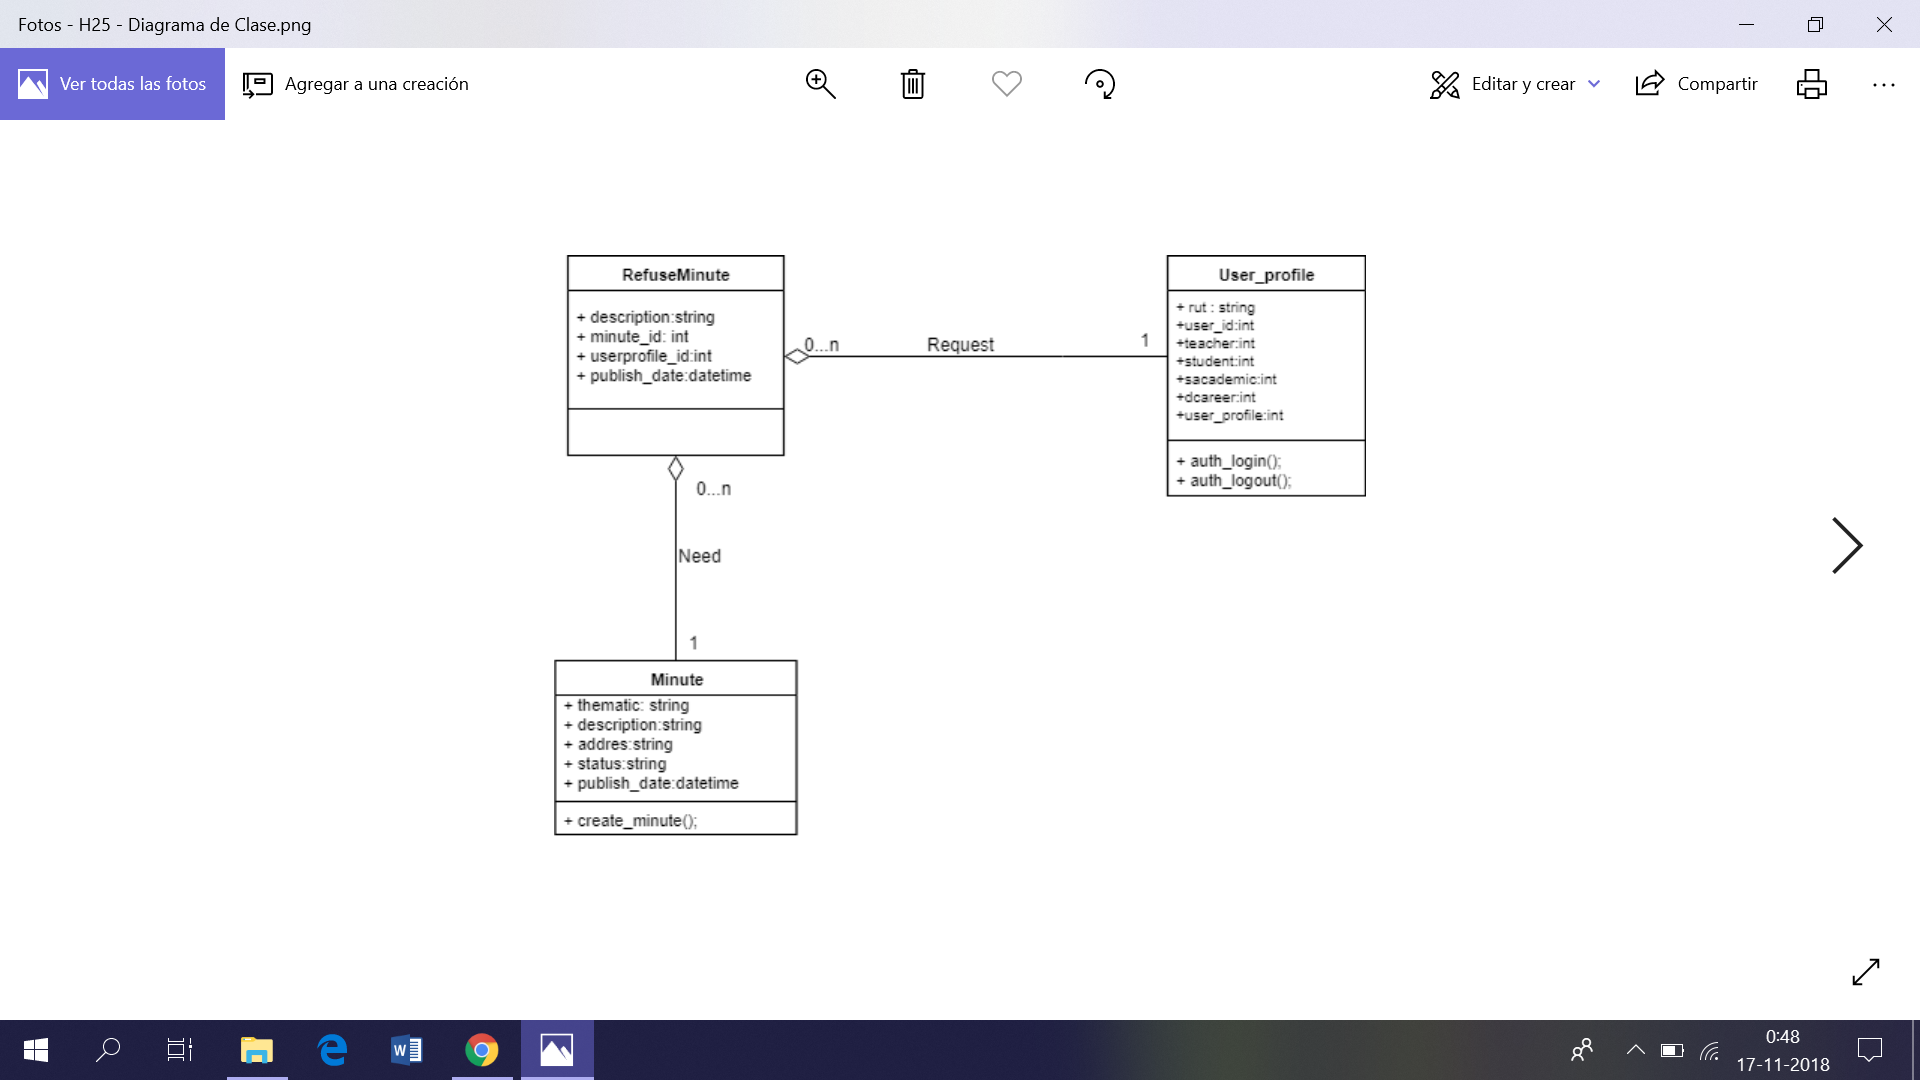 Fotos - H25 - Diagrama de Clase.png
Ver todas las fotos
Agregar a una creación
Editar y crear
Compartir
RefuseMinute
+ description:string
+ minute_id: int
+ userprofile_id:int
+ publish_date:datetime
0...n
Request
1
User_profile
+ rut : string
+user_id:int
+teacher:int
+student:int
+sacademic:int
+dcareer:int
+user_profile:int
+ auth_login();
+ auth_logout();
0...n
Need
1
Minute
+ thematic: string
+ description:string
+ addres:string
+ status:string
+ publish_date:datetime
+ create_minute();
0:48
17-11-2018